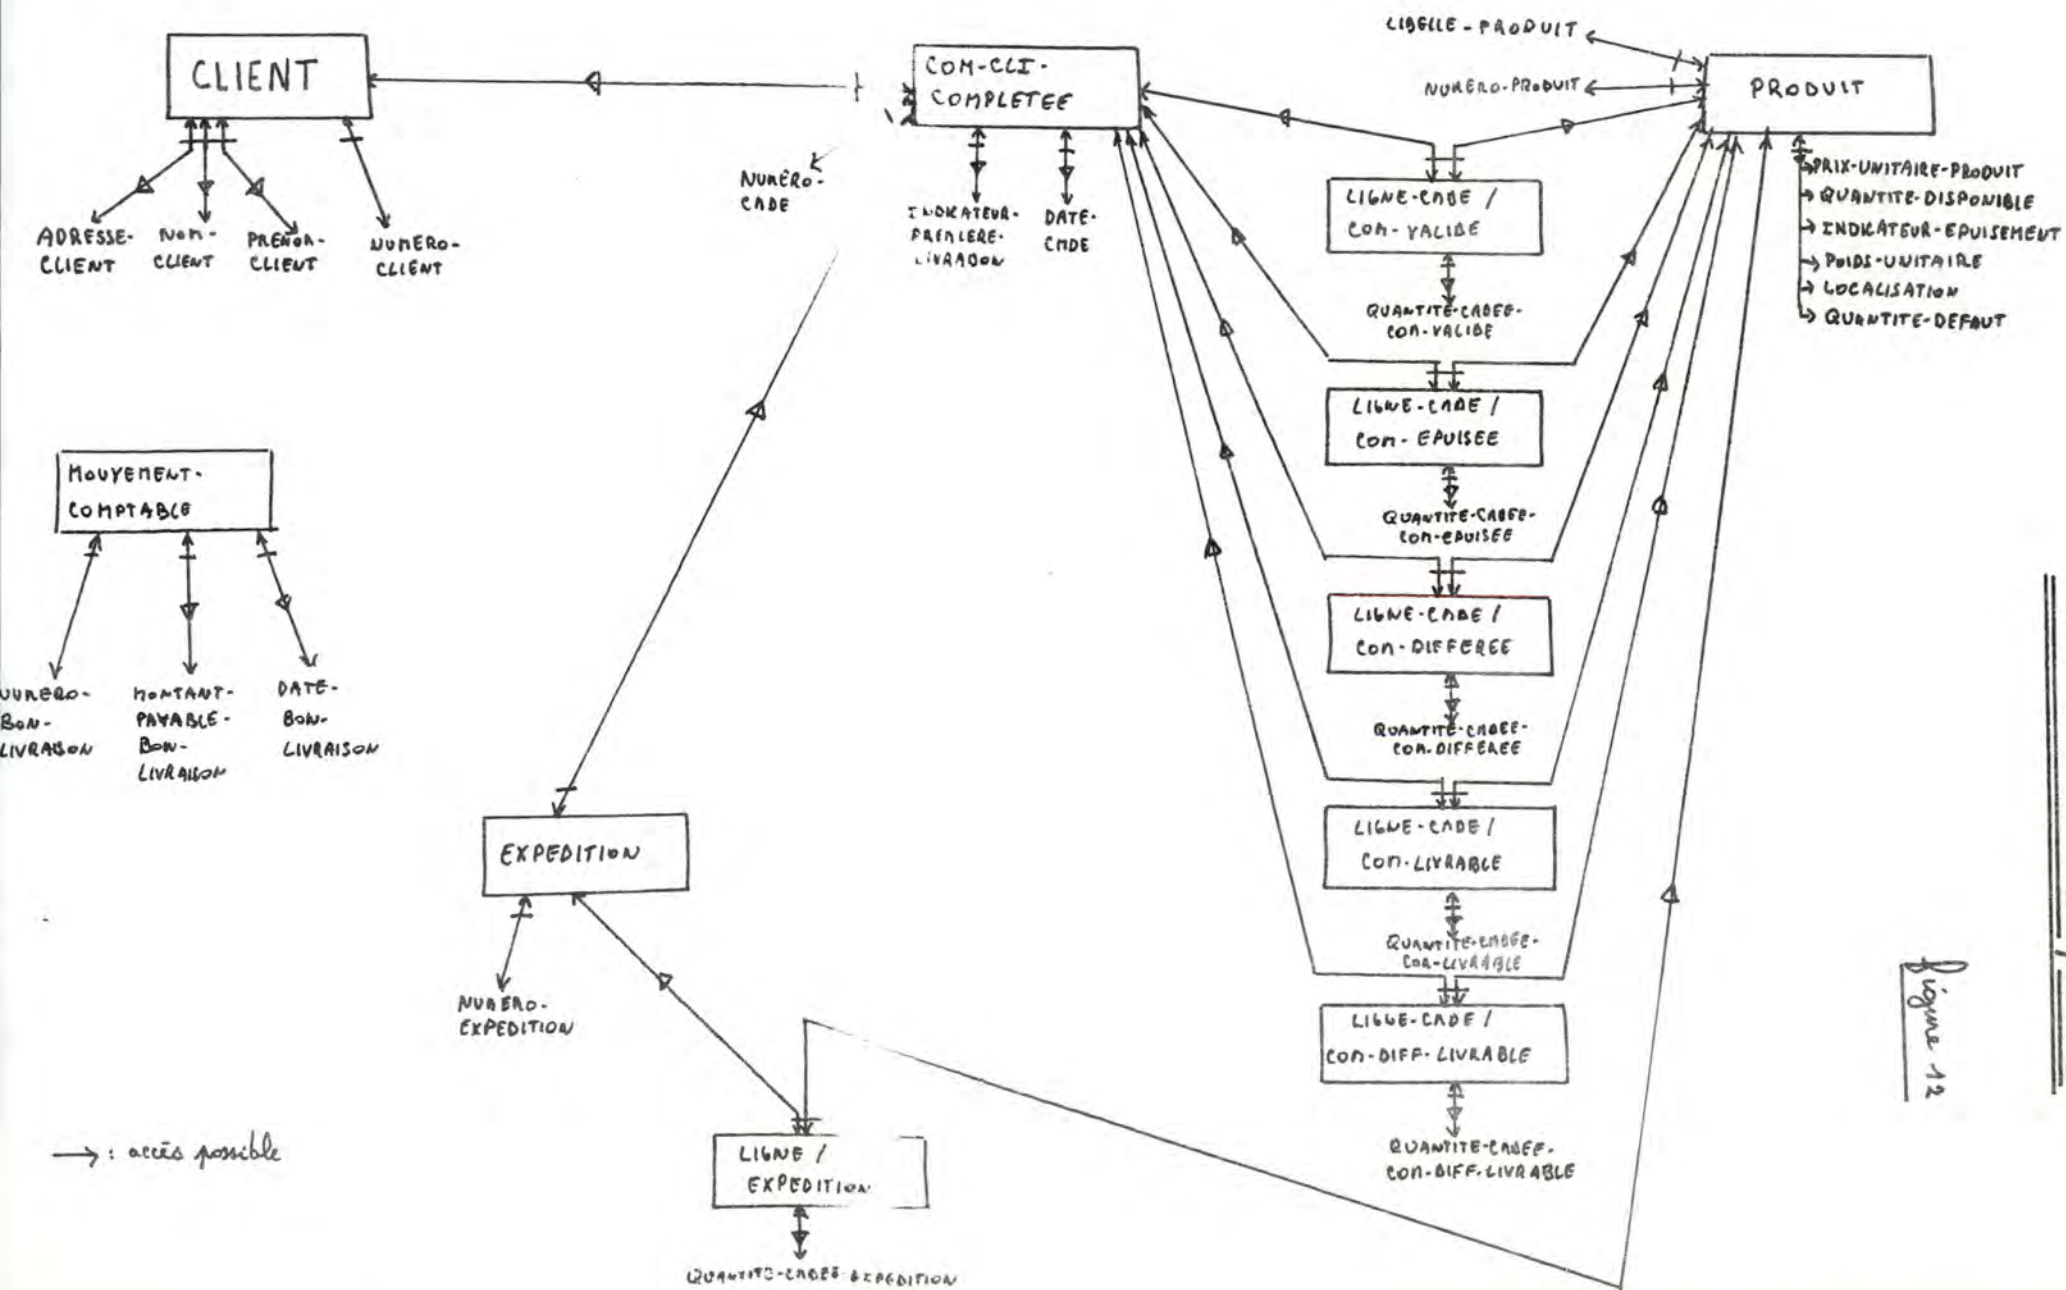 CLIENT
ADRESSE-
CLIENT
NOM-
CLIENT
PRENOM-
CLIENT
NUMERO-
CLIENT
COM-CLI-
COMPLETEE
NUMERO-
CMDE
INDICATEUR-
PREMIERE-
LIVRAISON
DATE-
CMDE
LIBELLE-PRODUIT
NUMERO-PRODUIT
PRODUIT
PRIX-UNITAIRE-PRODUIT
QUANTITE-DISPONIBLE
INDICATEUR-EPUISEMENT
POIDS-UNITAIRE
LOCALISATION
QUANTITE-DEFAUT
LIGNE-CMDE /
COM-VALIDE
QUANTITE-CMDEE-
COM-VALIDE
LIGNE-CMDE /
COM-EPUISEE
QUANTITE-CMDEE-
COM-EPUISEE
LIGNE-CMDE /
COM-DIFFEREE
QUANTITE-CMDEE-
COM-DIFFEREE
LIGNE-CMDE /
COM-LIVRABLE
QUANTITE-CMDEE-
COM-LIVRABLE
LIGNE-CMDE /
COM-DIFF-LIVRABLE
QUANTITE-CMDEE-
COM-DIFF-LIVRABLE
MOUVEMENT-
COMPTABLE
NUMERO-
BON-
LIVRAISON
MONTANT-
PAYABLE-
BON-
LIVRAISON
DATE-
BON-
LIVRAISON
EXPEDITION
NUMERO-
EXPEDITION
LIGNE /
EXPEDITION
QUANTITE-CMDEE-EXPEDITION
→ : accès possible
Figure 12